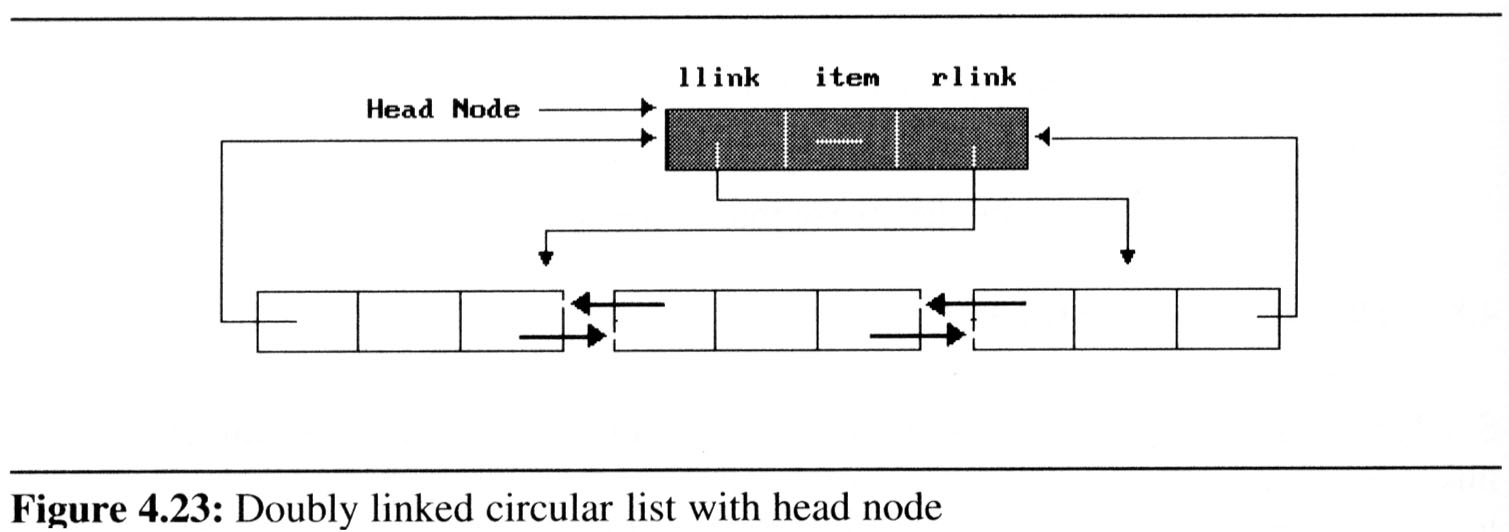 llink item rlink
Head Node
Figure 4.23: Doubly linked circular list with head node